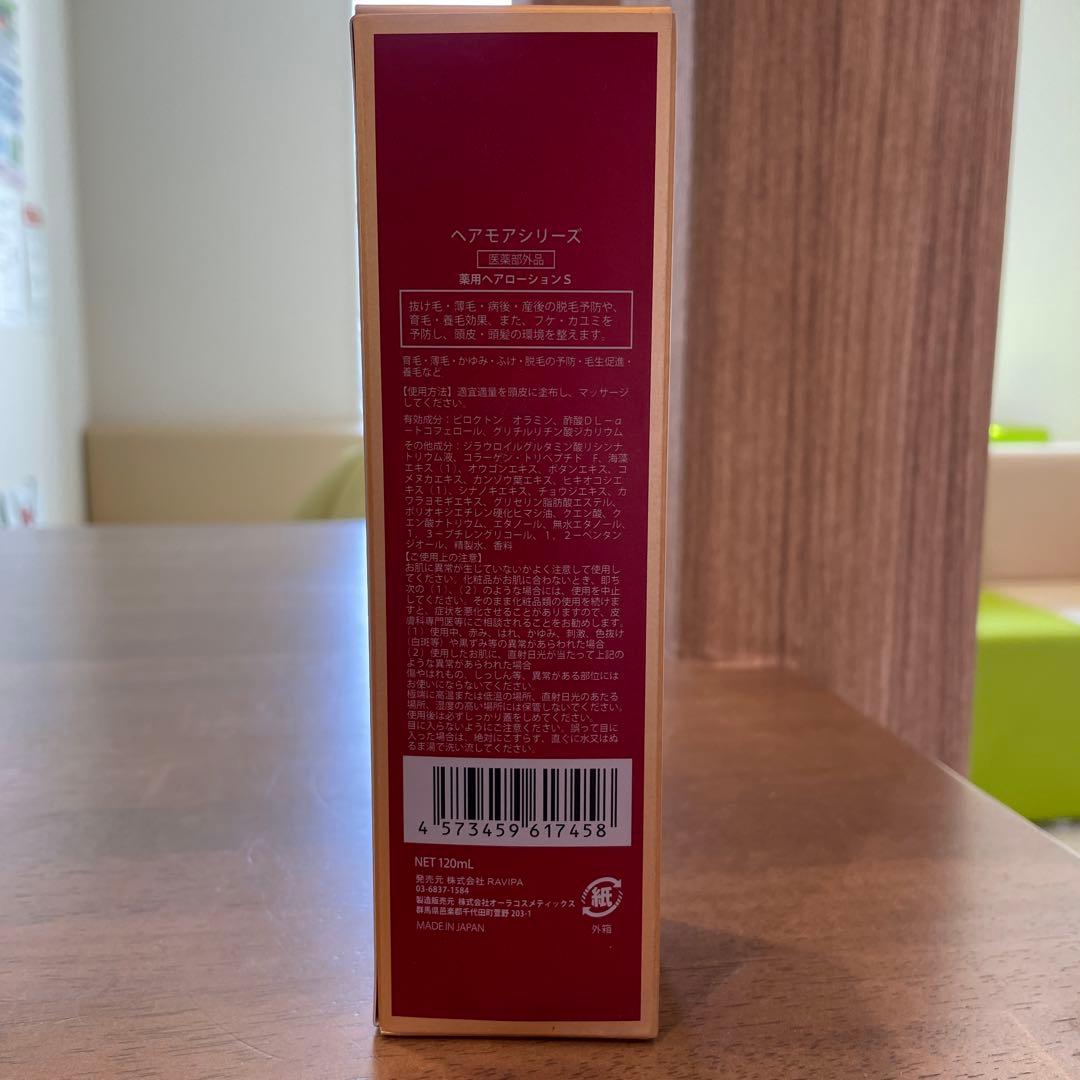 ヘアモアシリーズ
医薬部外品
薬用ヘアローションS
抜け毛・薄毛・病後・産後の脱毛予防や、
育毛・養毛効果、また、フケ・カユミを
予防し、頭皮・頭髪の環境を整えます。
育毛・薄毛・かゆみ・ふけ・脱毛の予防・毛生促進・
養毛など
【使用方法】適宜適量を頭皮に塗布し、マッサージ
してください。
有効成分：ピロクトン　オラミン、酢酸DL－α
ートコフェロール、グリチルリチン酸ジカリウム
その他成分：ジラウロイルグルタミン酸リシンナ
トリウム液、コラーゲン・トリペプチド　F、海藻
エキス（1）、オウゴンエキス、ボタンエキス、コ
メヌカエキス、カンゾウ葉エキス、ヒキオコシエ
キス（1）、シナノキエキス、チョウジエキス、カ
ワラヨモギエキス、グリセリン脂肪酸エステル、
ポリオキシエチレン硬化ヒマシ油、クエン酸、ク
エン酸ナトリウム、エタノール、無水エタノール、
1，3－ブチレングリコール、1，2－ペンタン
ジオール、精製水、香料
【ご使用上の注意】
お肌に異常が生じていないかよく注意して使用し
てください。化粧品がお肌に合わないとき、即ち
次の（1）、（2）のような場合には、使用を中止
してください。そのまま化粧品類の使用を続けま
すと、症状を悪化させることがありますので、皮
膚科専門医等にご相談されることをお勧めします。
（1）使用中、赤み、はれ、かゆみ、刺激、色抜け
（白斑等）や黒ずみ等の異常があらわれた場合
（2）使用したお肌に、直射日光が当たって上記の
ような異常があらわれた場合
傷やはれもの、しっしん等、異常がある部位には
お使いにならないでください。
極端に高温または低温の場所、直射日光のあたる
場所、湿度の高い場所には保管しないでください。
使用後は必ずしっかり蓋をしめてください。
目に入らないようにご注意ください。誤って目に
入った場合は、絶対にこすらず、直ぐに水又はぬ
るま湯で洗い流してください。
4 573459 617458
NET 120mL
発売元 株式会社 RAVIPA
03-6837-1584
製造販売元 株式会社オーラコスメティックス
群馬県邑楽郡千代田町萱野 203-1
MADE IN JAPAN
紙
外箱